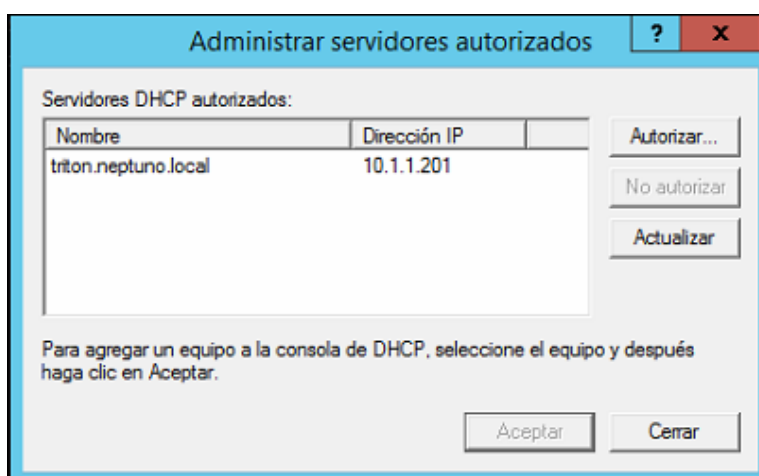 Administrar servidores autorizados
?
x
Servidores DHCP autorizados:
Nombre Dirección IP
triton.neptuno.local 10.1.1.201
Autorizar...
No autorizar
Actualizar
Para agregar un equipo a la consola de DHCP, seleccione el equipo y después
haga clic en Aceptar.
Aceptar
Cerrar